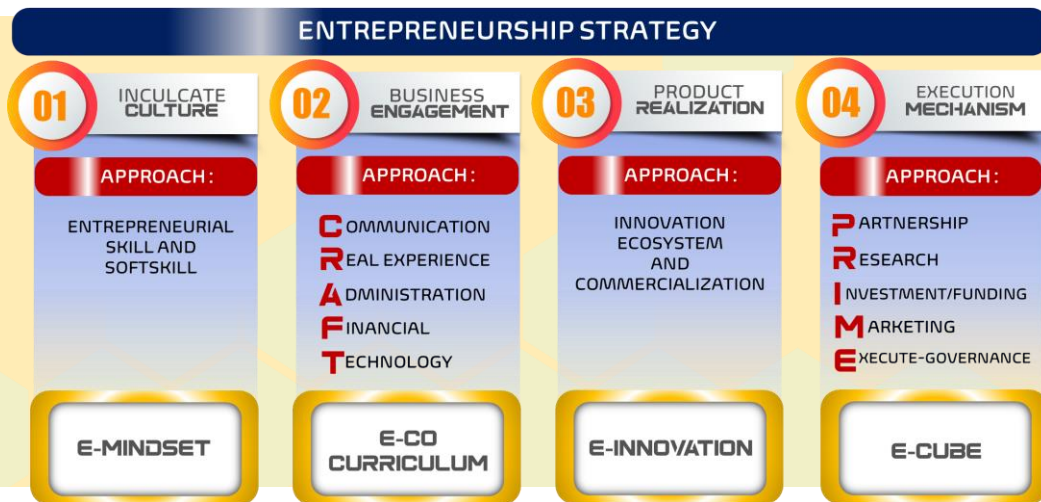 ENTREPRENEURSHIP STRATEGY
01
INCULCATE
CULTURE
APPROACH :
ENTREPRENEURIAL
SKILL AND
SOFTSKILL
E-MINDSET
02
BUSINESS
ENGAGEMENT
APPROACH :
COMMUNICATION
REAL EXPERIENCE
ADMINISTRATION
FINANCIAL
TECHNOLOGY
E-CO
CURRICULUM
03
PRODUCT
REALIZATION
APPROACH :
INNOVATION
ECOSYSTEM
AND
COMMERCIALIZATION
E-INNOVATION
04
EXECUTION
MECHANISM
APPROACH :
PARTNERSHIP
RESEARCH
INVESTMENT/FUNDING
MARKETING
EXECUTE-GOVERNANCE
E-CUBE